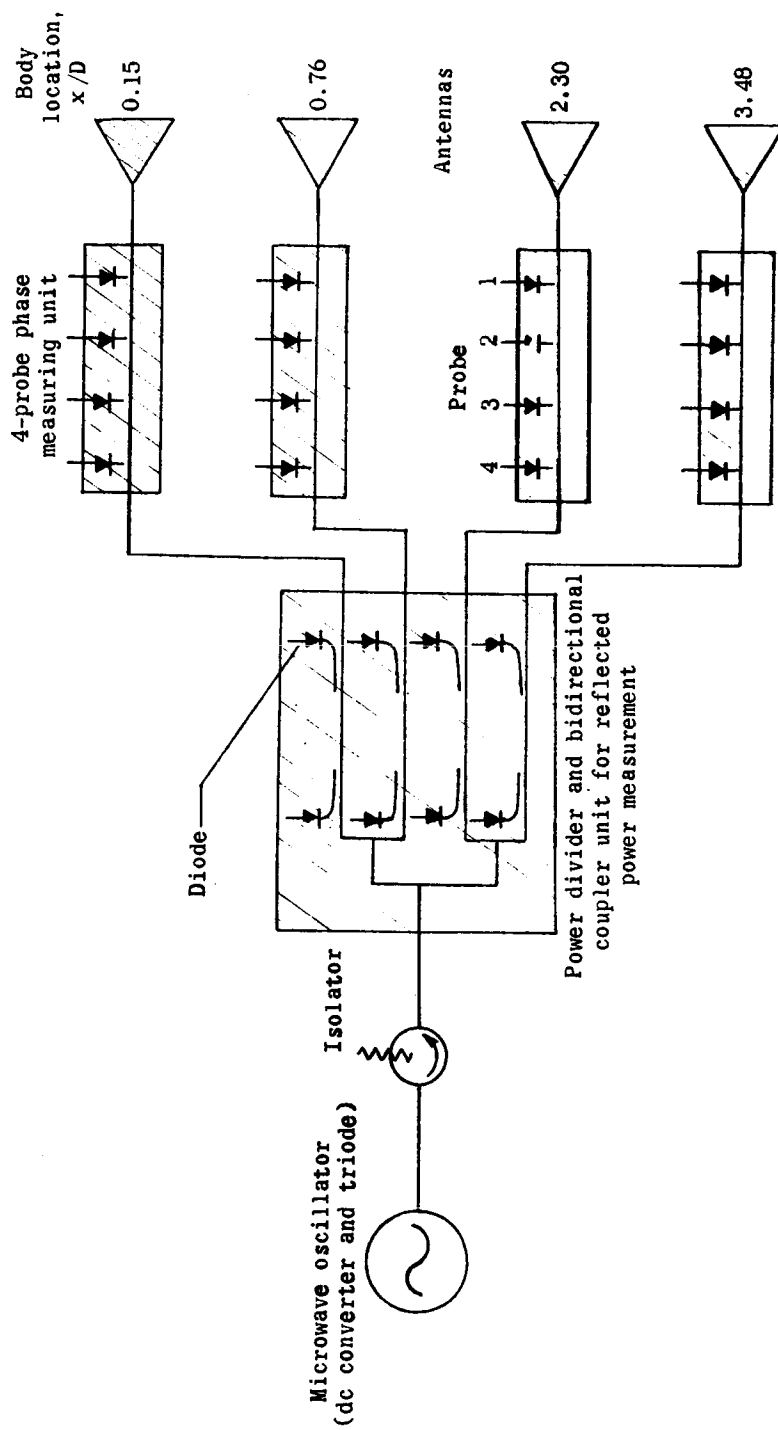 Body
location,
x/D
0.15
0.76
2.30
3.48
Antennas
4-probe phase
measuring unit
Probe
1
2
3
4
Diode
Power divider and bidirectional
coupler unit for reflected
power measurement
Isolator
Microwave oscillator
(dc converter and triode)